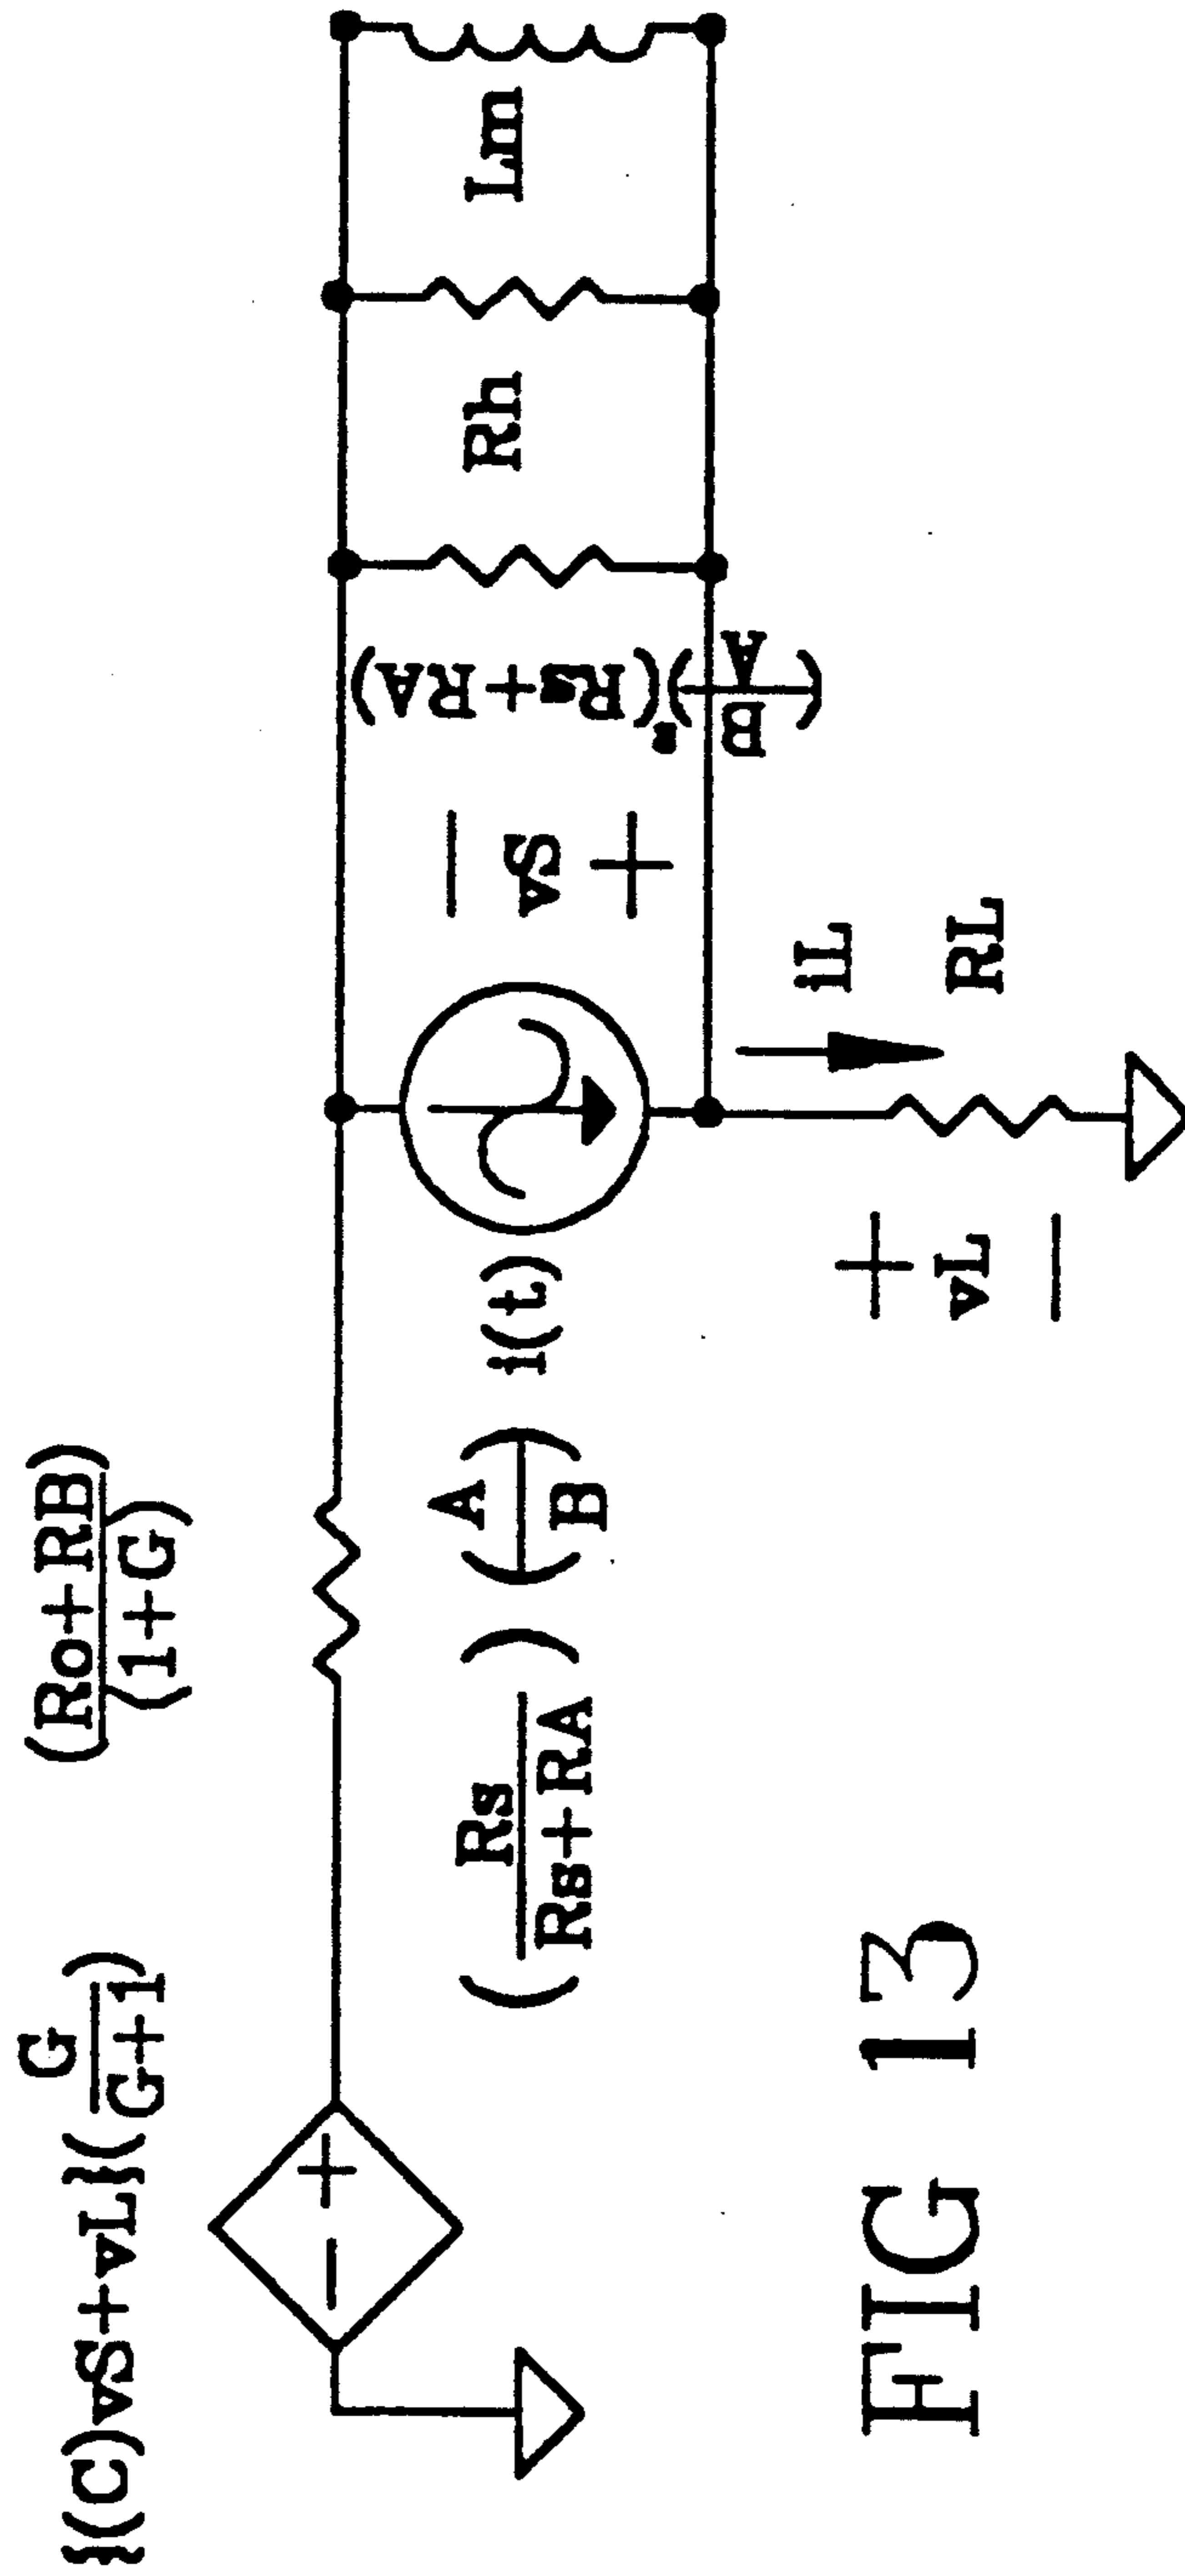 {(C)vS+vL}(G/G+1)
(Ro+RB)/(1+G)
(Rs/Rs+RA) (A/B) i(t)
− vS +
(B/A)²(Rs+RA)
Rh
Lm
+ vL −
iL
RL
− +
FIG 13